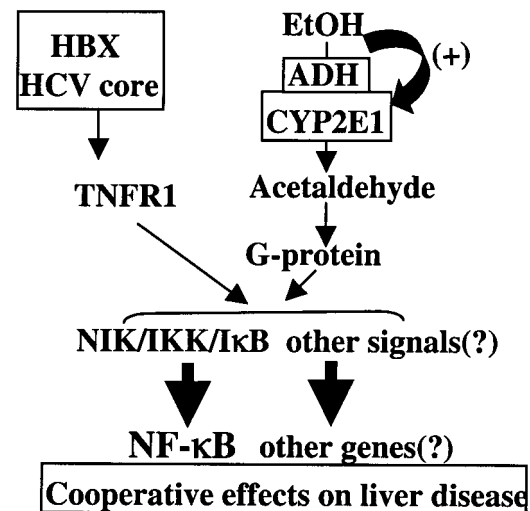 HBX
HCV core
EtOH
(+)
ADH
CYP2E1
TNFR1
Acetaldehyde
G-protein
NIK/IKK/IκB other signals(?)
NF-κB other genes(?)
Cooperative effects on liver disease